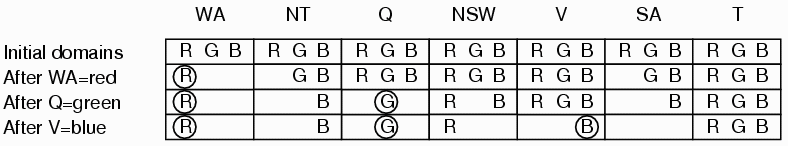 WA NT Q NSW V SA T
Initial domains R G B R G B R G B R G B R G B R G B R G B
After WA=red R G B R G B R G B R G B G B R G B
After Q=green R B G R B R G B B R G B
After V=blue R B G R B R G B